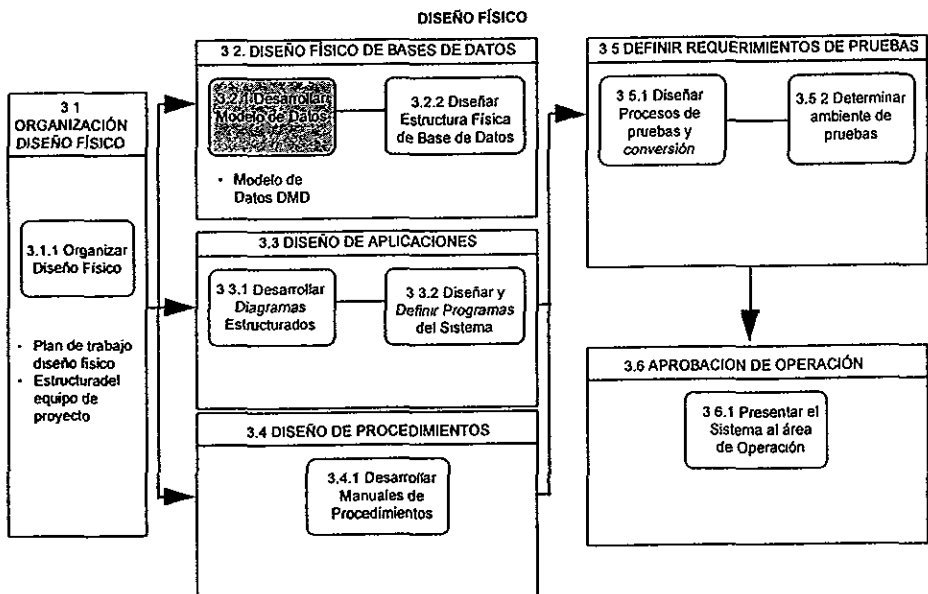 DISEÑO FÍSICO
3 1
ORGANIZACIÓN
DISEÑO FÍSICO
3.1.1 Organizar
Diseño Físico
• Plan de trabajo
diseño fisico
• Estructuradel
equipo de
proyecto
3 2. DISEÑO FÍSICO DE BASES DE DATOS
3.2.1 Desarrollar
Modelo de Datos
3.2.2 Diseñar
Estructura Física
de Base de Datos
• Modelo de
Datos DMD
3.3 DISEÑO DE APLICACIONES
3 3.1 Desarrollar
Diagramas
Estructurados
3 3.2 Diseñar y
Definir Programas
del Sistema
3.4 DISEÑO DE PROCEDIMIENTOS
3.4.1 Desarrollar
Manuales de
Procedimientos
3 5 DEFINIR REQUERIMIENTOS DE PRUEBAS
3 5.1 Diseñar
Procesos de
pruebas y
conversión
3.5 2 Determinar
ambiente de
pruebas
3.6 APROBACION DE OPERACIÓN
3 6.1 Presentar el
Sistema al área
de Operación